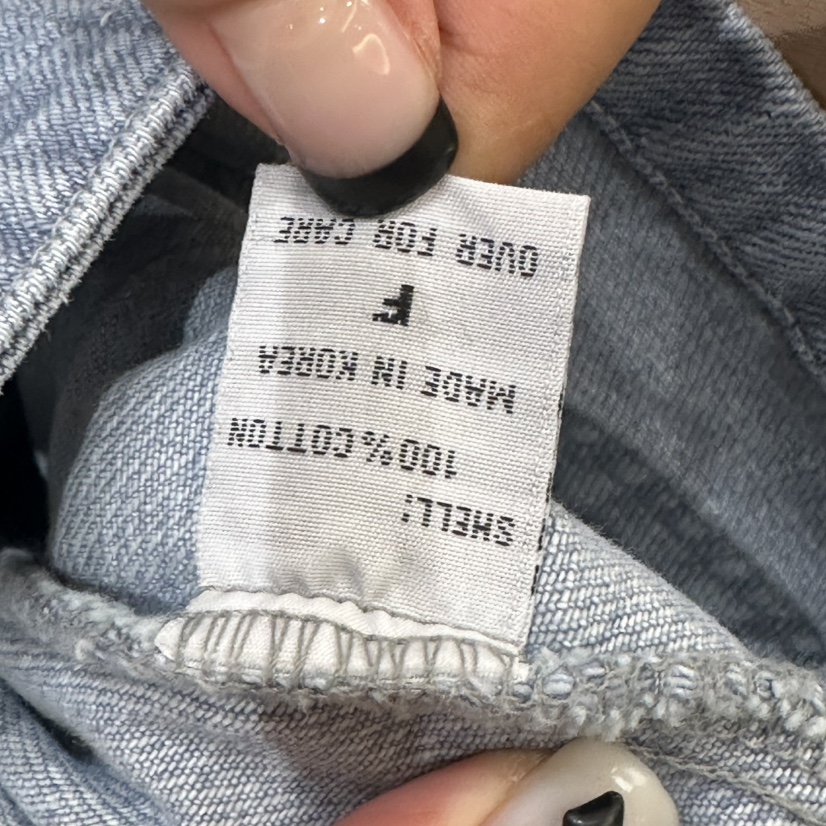 SHELL:
100%COTTON
MADE IN KOREA
F
OVER FOR CARE